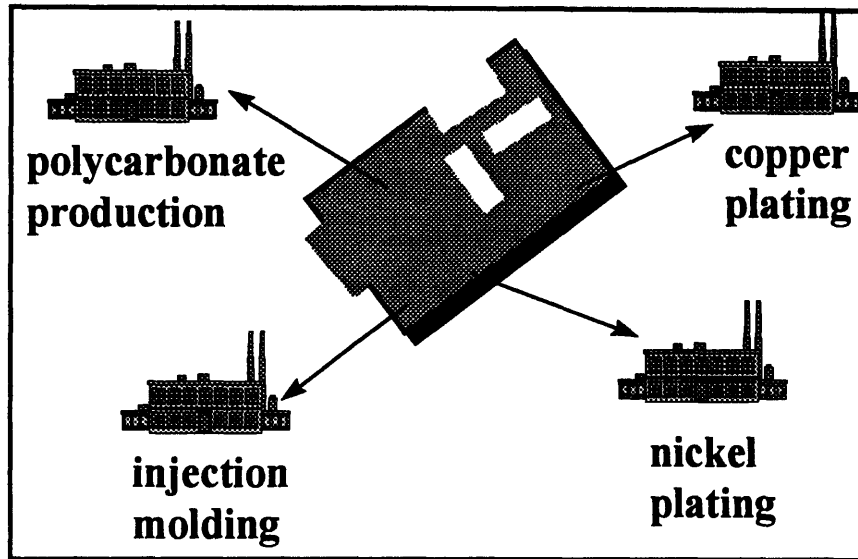 polycarbonate
production
copper
plating
injection
molding
nickel
plating